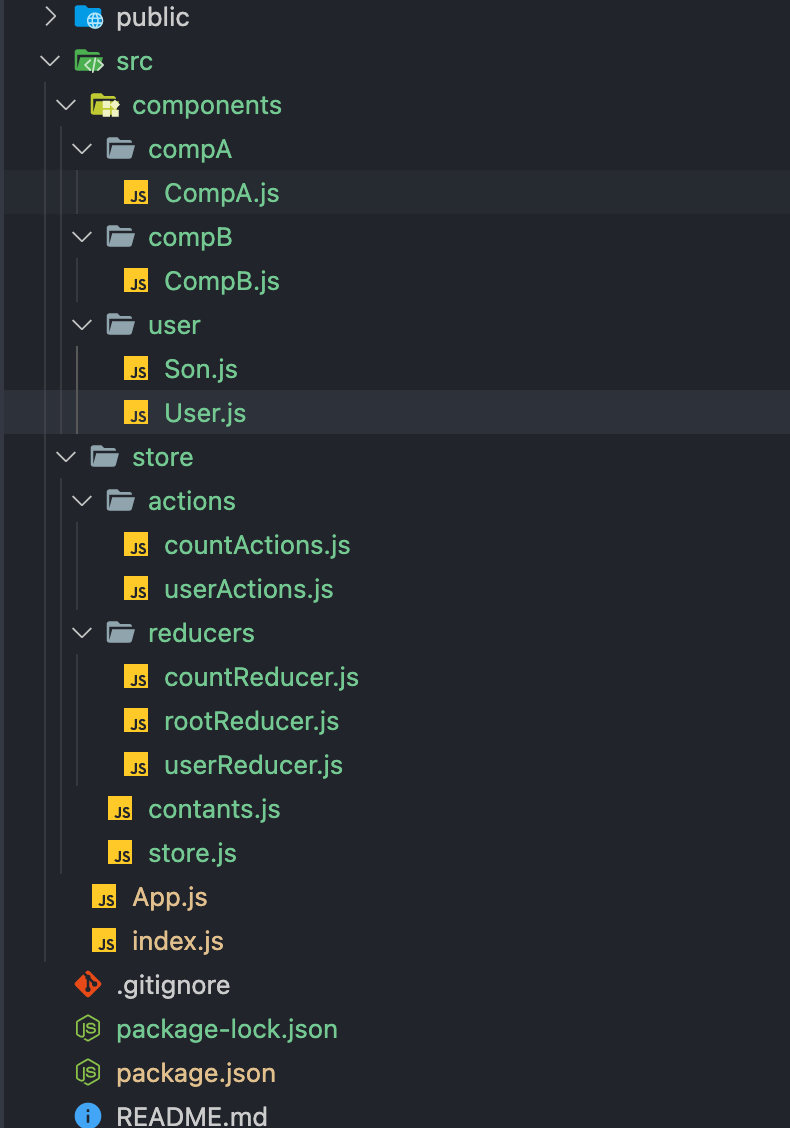 public
src
components
compA
JS CompA.js
compB
JS CompB.js
user
JS Son.js
JS User.js
store
actions
JS countActions.js
JS userActions.js
reducers
JS countReducer.js
JS rootReducer.js
JS userReducer.js
JS contants.js
JS store.js
JS App.js
JS index.js
.gitignore
JS package-lock.json
JS package.json
i README.md